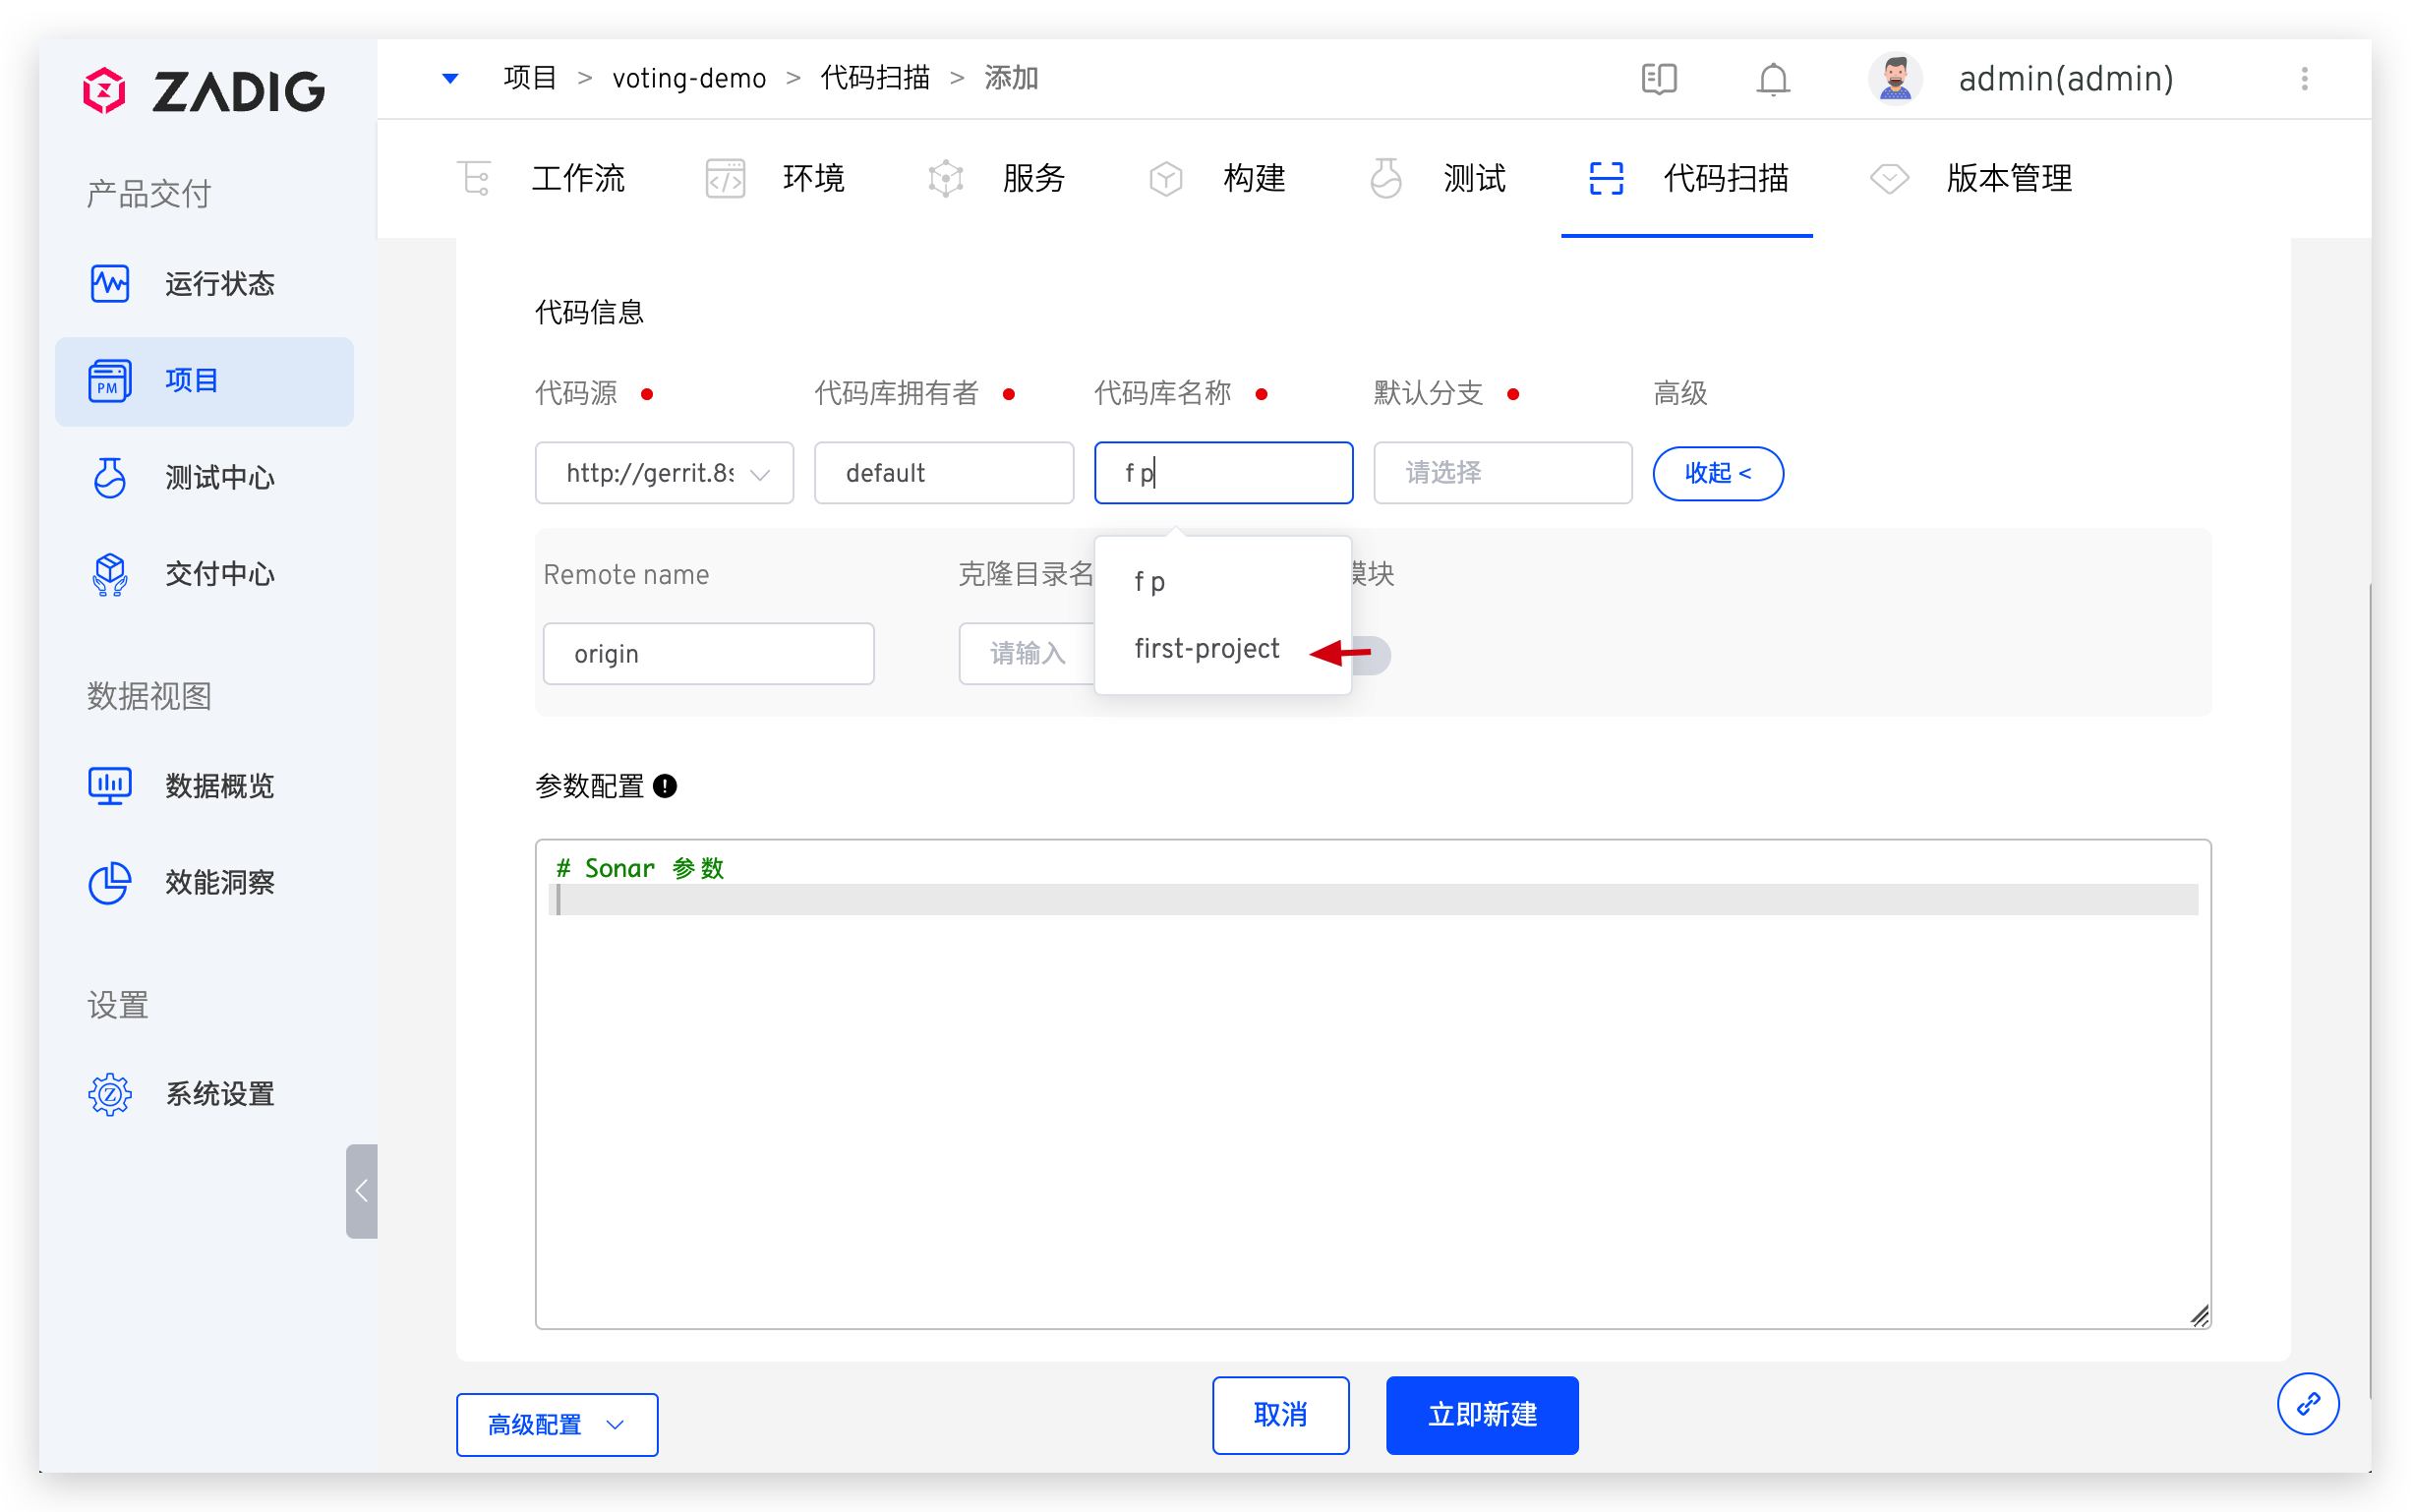 ZADIG
项目 > voting-demo > 代码扫描 > 添加
admin(admin)
工作流 环境 服务 构建 测试 代码扫描 版本管理
产品交付
运行状态
PM
项目
测试中心
交付中心
数据视图
数据概览
效能洞察
设置
Z
系统设置
代码信息
代码源 代码库拥有者 代码库名称 默认分支 高级
http://gerrit.8s default f p 请选择 收起 <
Remote name 克隆目录名 模块
origin 请输入
f p
first-project
参数配置
# Sonar 参数
高级配置
取消 立即新建